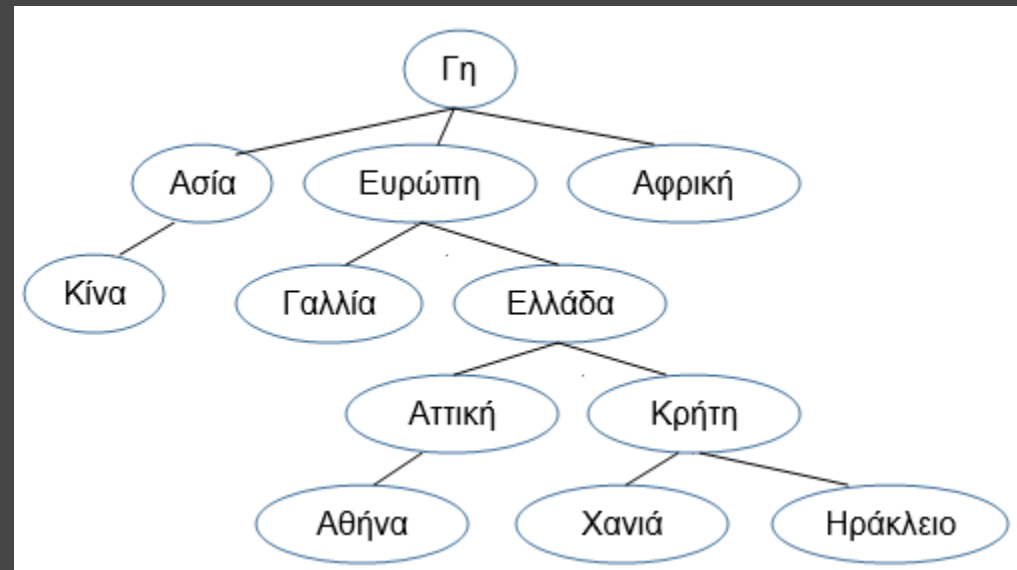 Γη
Ασία Ευρώπη Αφρική
Κίνα Γαλλία Ελλάδα
Αττική Κρήτη
Αθήνα Χανιά Ηράκλειο